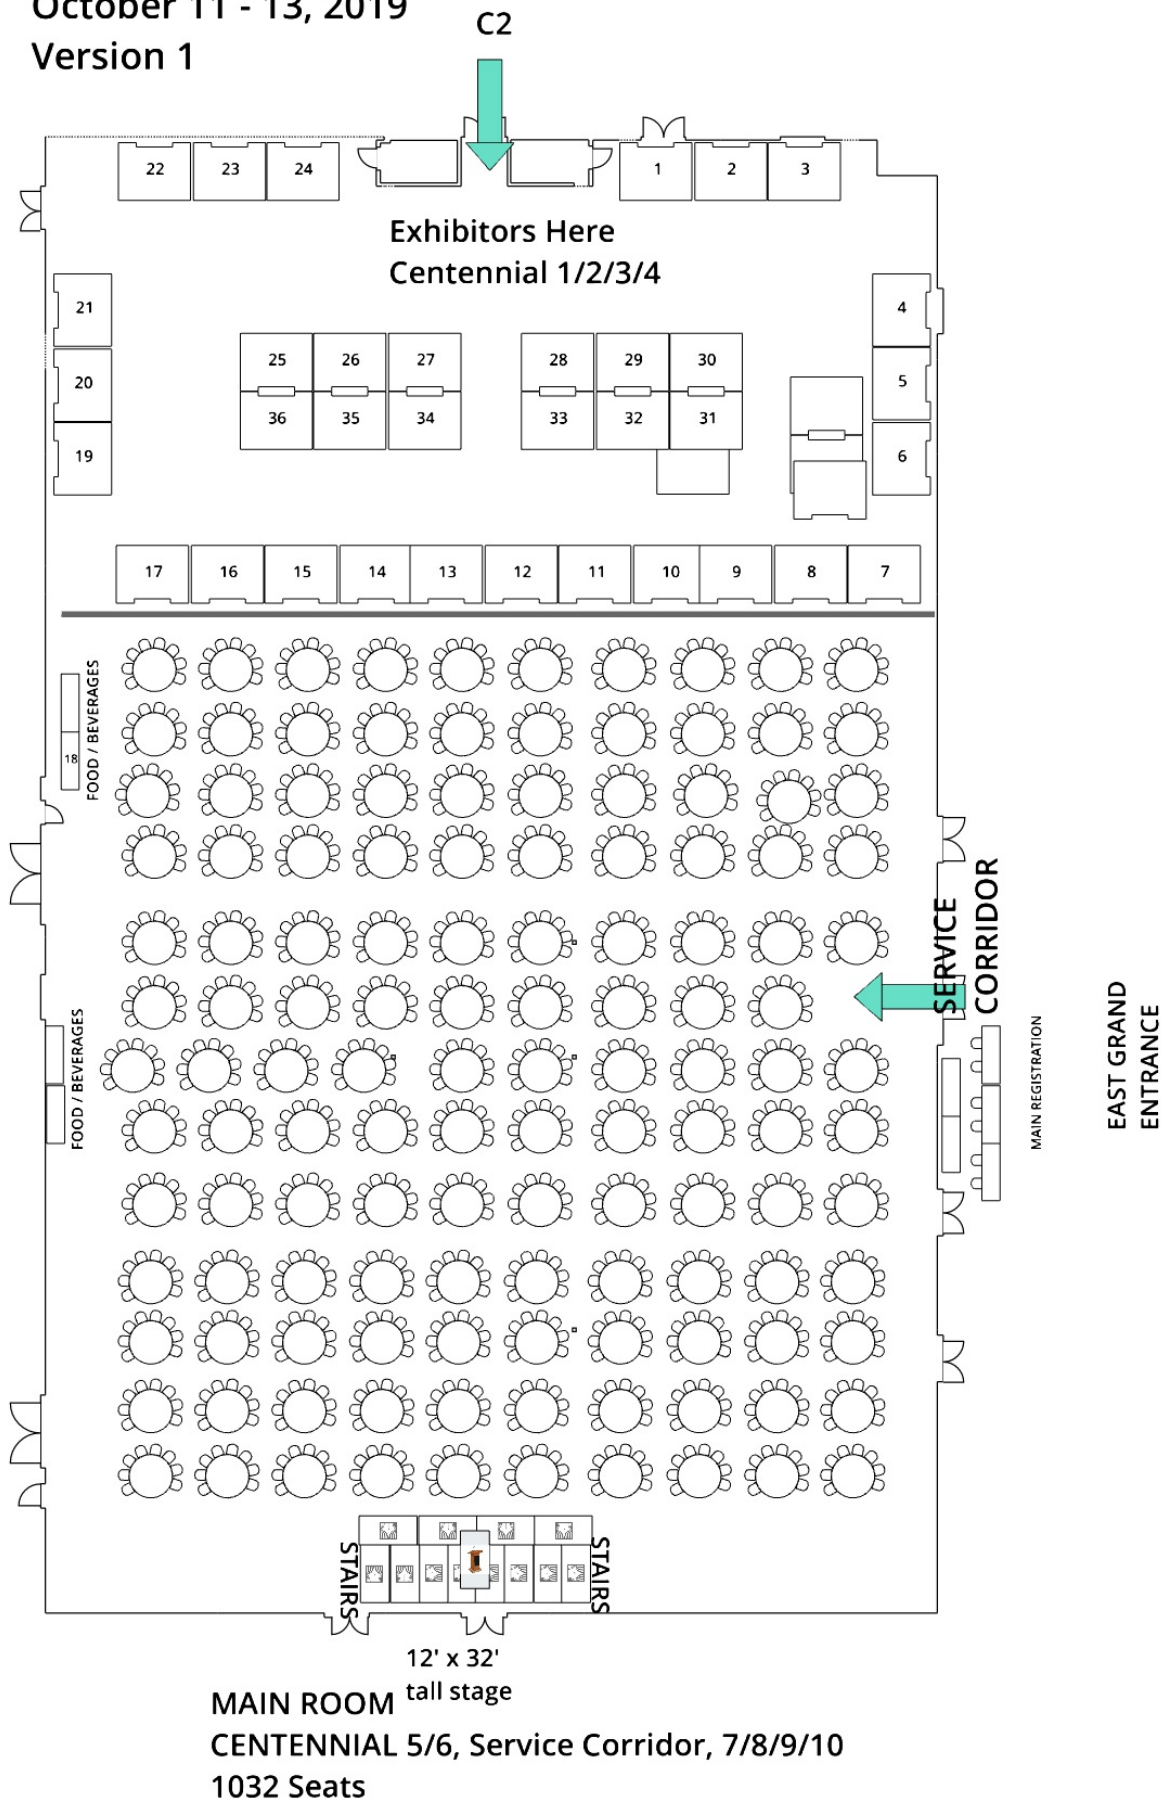 October 11 - 13, 2019
Version 1
C2
22
23
24
1
2
3
Exhibitors Here
Centennial 1/2/3/4
21
4
25
26
27
28
29
30
20
5
36
35
34
33
32
31
19
6
17
16
15
14
13
12
11
10
9
8
7
FOOD / BEVERAGES
18
SERVICE
CORRIDOR
FOOD / BEVERAGES
MAIN REGISTRATION
EAST GRAND
ENTRANCE
STAIRS
STAIRS
12' x 32'
tall stage
MAIN ROOM
CENTENNIAL 5/6, Service Corridor, 7/8/9/10
1032 Seats